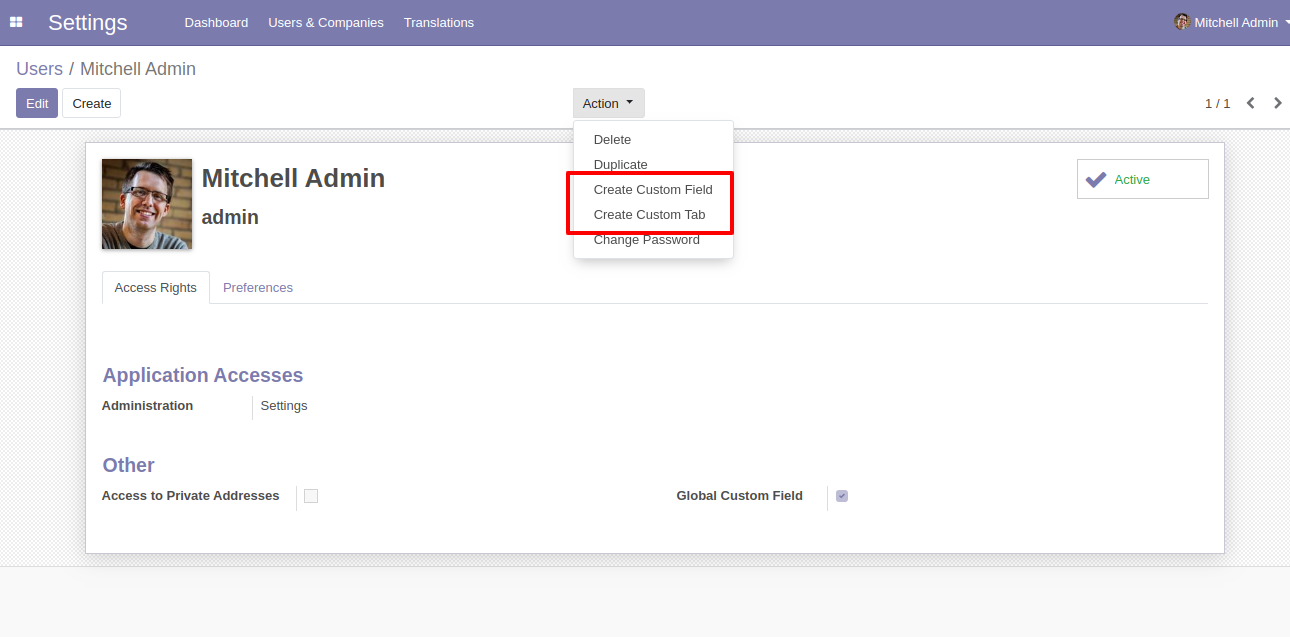 Settings Dashboard Users & Companies Translations Mitchell Admin
Users / Mitchell Admin
Edit Create Action 1 / 1
Delete
Duplicate
Create Custom Field
Create Custom Tab
Change Password
Mitchell Admin
admin
Active
Access Rights Preferences
Application Accesses
Administration Settings
Other
Access to Private Addresses Global Custom Field